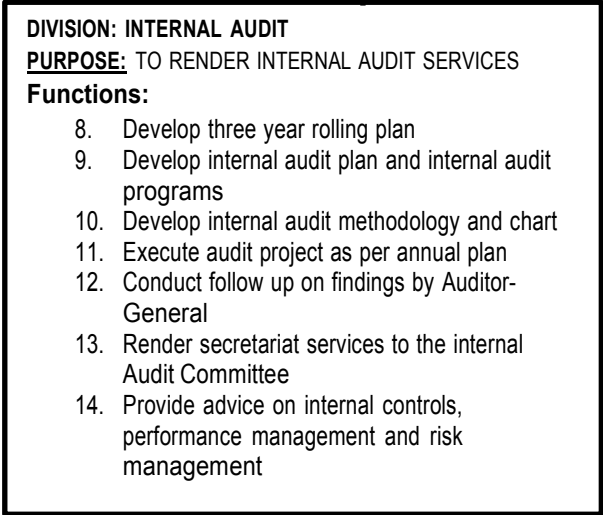 DIVISION: INTERNAL AUDIT
PURPOSE: TO RENDER INTERNAL AUDIT SERVICES
Functions:
8. Develop three year rolling plan
9. Develop internal audit plan and internal audit
programs
10. Develop internal audit methodology and chart
11. Execute audit project as per annual plan
12. Conduct follow up on findings by Auditor-
General
13. Render secretariat services to the internal
Audit Committee
14. Provide advice on internal controls,
performance management and risk
management